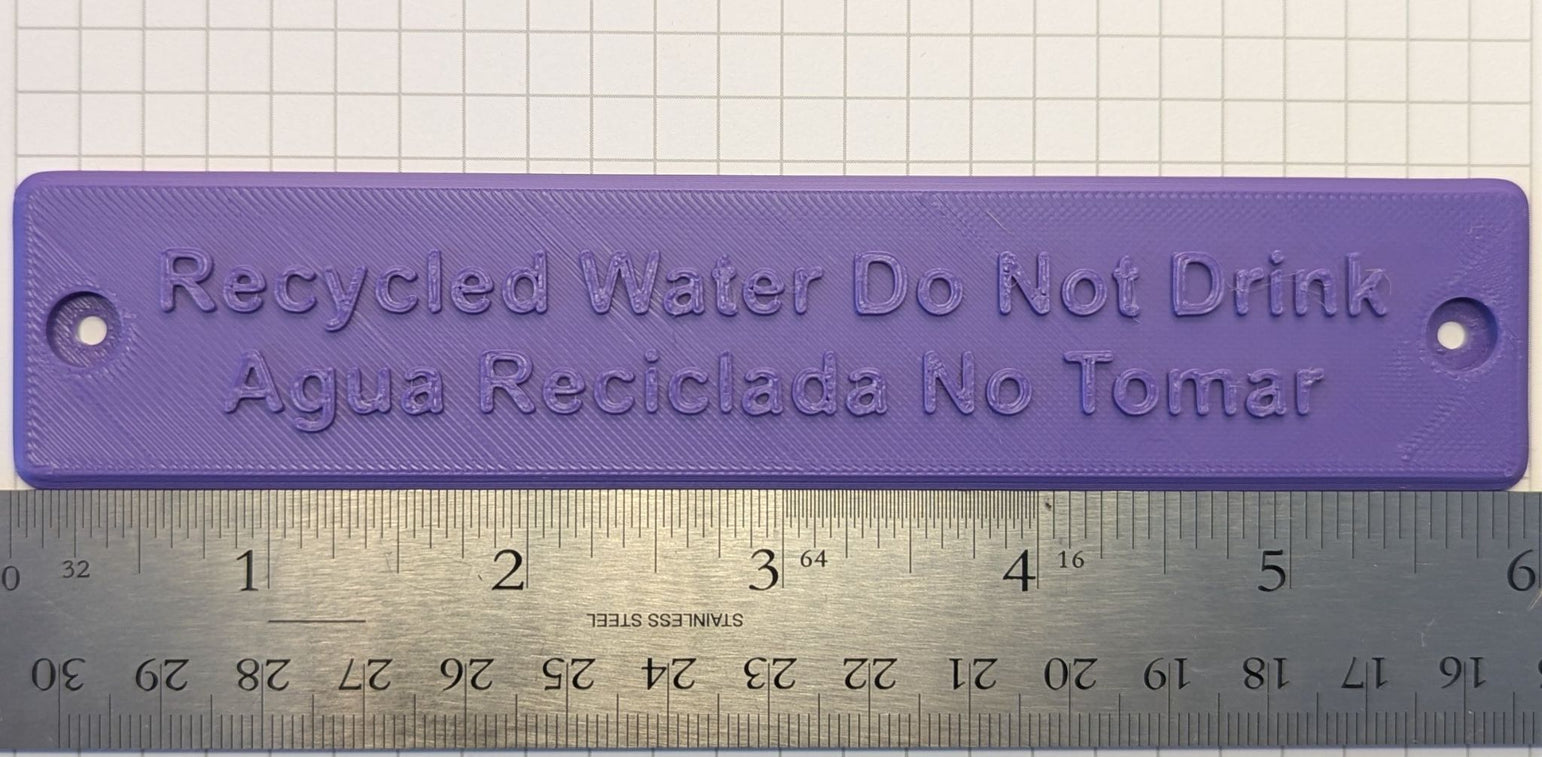 Recycled Water Do Not Drink
Agua Reciclada No Tomar
0 32 1 2 3 64 4 16 5 6
STAINLESS STEEL
30 29 28 27 26 25 24 23 22 21 20 19 18 17 16